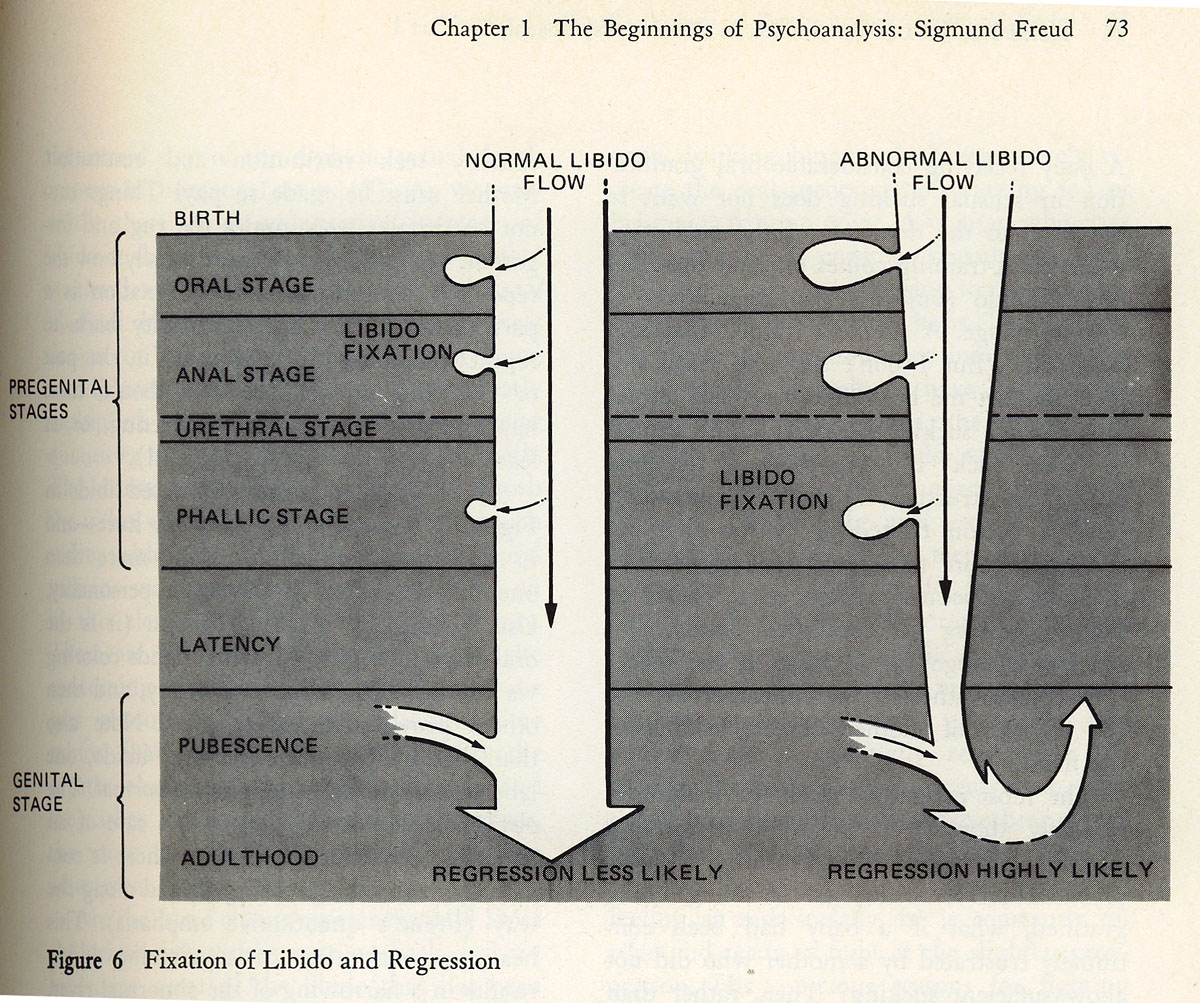 Chapter 1 The Beginnings of Psychoanalysis: Sigmund Freud 73
NORMAL LIBIDO
FLOW
ABNORMAL LIBIDO
FLOW
BIRTH
ORAL STAGE
LIBIDO
FIXATION
ANAL STAGE
PREGENITAL
STAGES
URETHRAL STAGE
LIBIDO
FIXATION
PHALLIC STAGE
LATENCY
PUBESCENCE
GENITAL
STAGE
ADULTHOOD
REGRESSION LESS LIKELY
REGRESSION HIGHLY LIKELY
Figure 6 Fixation of Libido and Regression